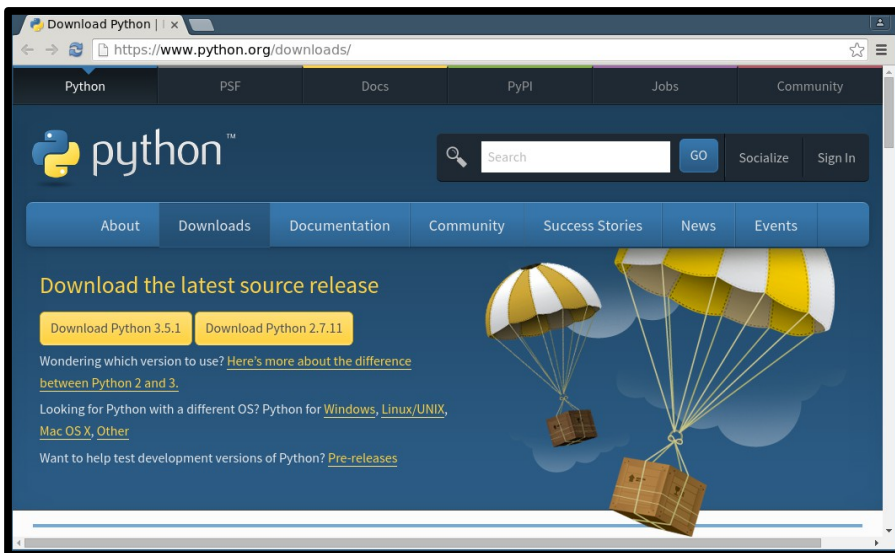 Download Python |
https://www.python.org/downloads/
Python PSF Docs PyPI Jobs Community
python™
Search GO Socialize Sign In
About Downloads Documentation Community Success Stories News Events
Download the latest source release
Download Python 3.5.1 Download Python 2.7.11
Wondering which version to use? Here's more about the difference
between Python 2 and 3.
Looking for Python with a different OS? Python for Windows, Linux/UNIX,
Mac OS X, Other
Want to help test development versions of Python? Pre-releases